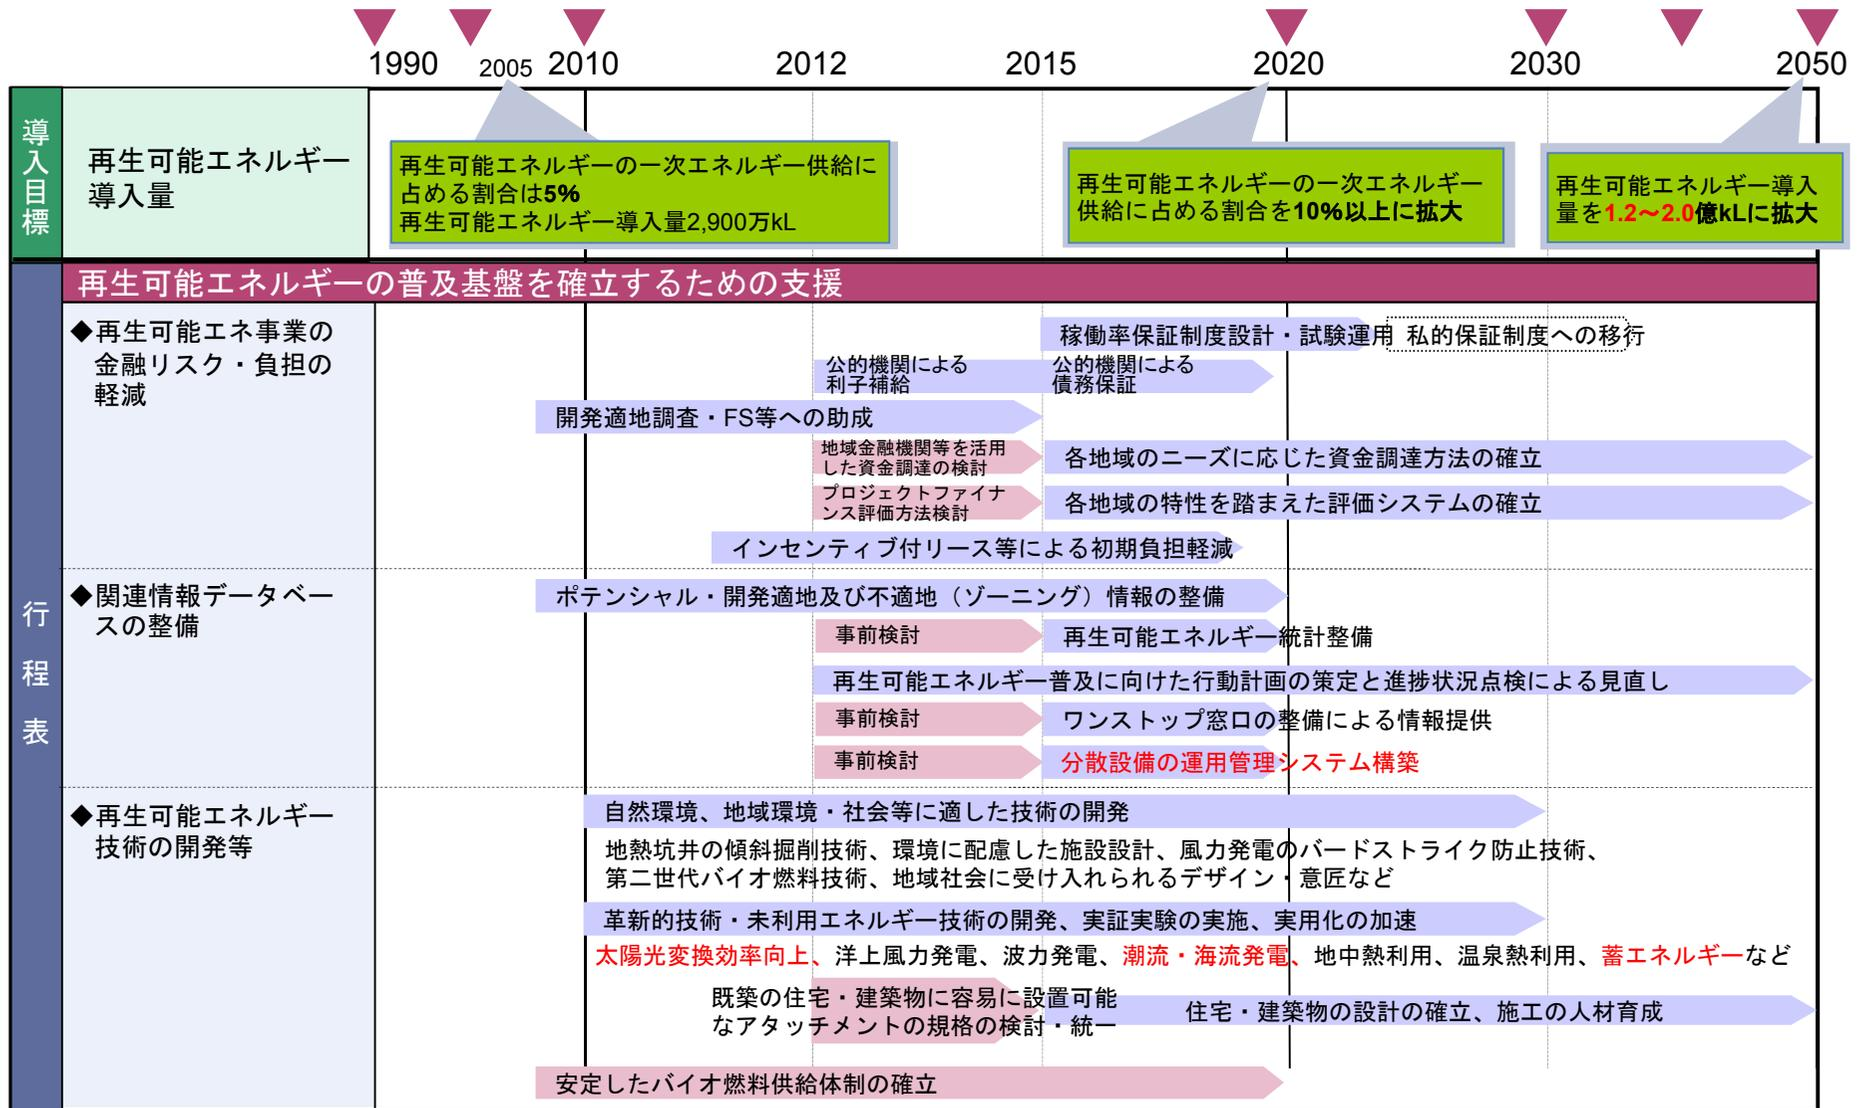 1990 2005 2010 2012 2015 2020 2030 2050
導入目標
再生可能エネルギー
導入量
再生可能エネルギーの一次エネルギー供給に
占める割合は5%
再生可能エネルギー導入量2,900万kL
再生可能エネルギーの一次エネルギー
供給に占める割合を10%以上に拡大
再生可能エネルギー導入
量を1.2～2.0億kLに拡大
行程表
再生可能エネルギーの普及基盤を確立するための支援
◆再生可能エネ事業の
金融リスク・負担の
軽減
稼働率保証制度設計・試験運用
私的保証制度への移行
公的機関による
利子補給
公的機関による
債務保証
開発適地調査・FS等への助成
地域金融機関等を活用
した資金調達の検討
各地域のニーズに応じた資金調達方法の確立
プロジェクトファイナ
ンス評価方法検討
各地域の特性を踏まえた評価システムの確立
インセンティブ付リース等による初期負担軽減
◆関連情報データベー
スの整備
ポテンシャル・開発適地及び不適地（ゾーニング）情報の整備
事前検討
再生可能エネルギー統計整備
再生可能エネルギー普及に向けた行動計画の策定と進捗状況点検による見直し
事前検討
ワンストップ窓口の整備による情報提供
事前検討
分散設備の運用管理システム構築
◆再生可能エネルギー
技術の開発等
自然環境、地域環境・社会等に適した技術の開発
地熱坑井の傾斜掘削技術、環境に配慮した施設設計、風力発電のバードストライク防止技術、
第二世代バイオ燃料技術、地域社会に受け入れられるデザイン・意匠など
革新的技術・未利用エネルギー技術の開発、実証実験の実施、実用化の加速
太陽光変換効率向上、洋上風力発電、波力発電、潮流・海流発電、地中熱利用、温泉熱利用、蓄エネルギーなど
既築の住宅・建築物に容易に設置可能
なアタッチメントの規格の検討・統一
住宅・建築物の設計の確立、施工の人材育成
安定したバイオ燃料供給体制の確立